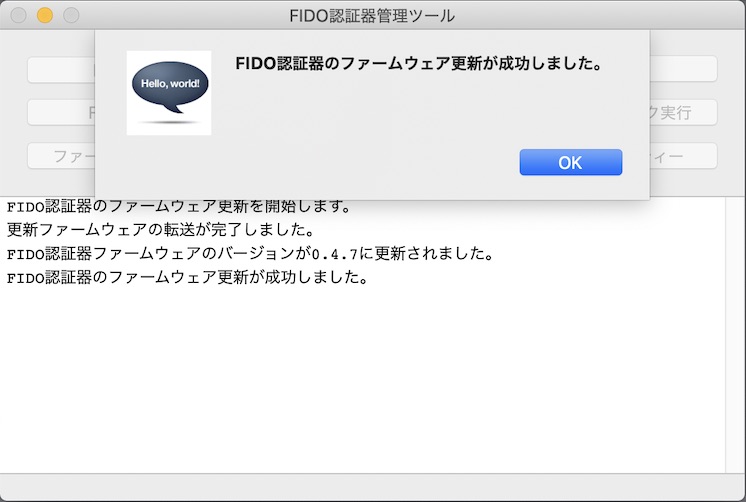 FIDO認証器管理ツール
FIDO認証器のファームウェア更新が成功しました。
Hello, world!
OK
ク実行
ファー
ィー
FIDO認証器のファームウェア更新を開始します。
更新ファームウェアの転送が完了しました。
FIDO認証器ファームウェアのバージョンが0.4.7に更新されました。
FIDO認証器のファームウェア更新が成功しました。